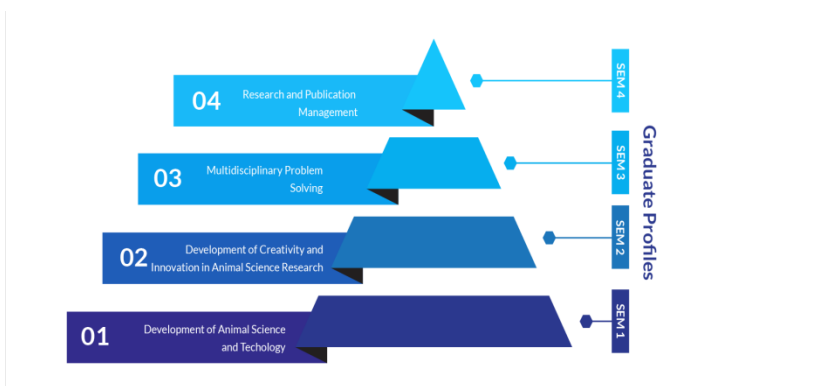 04
Research and Publication
Management
SEM 4
03
Multidisciplinary Problem
Solving
SEM 3
02
Development of Creativity and
Innovation in Animal Science Research
SEM 2
01
Development of Animal Science
and Techology
SEM 1
Graduate Profiles